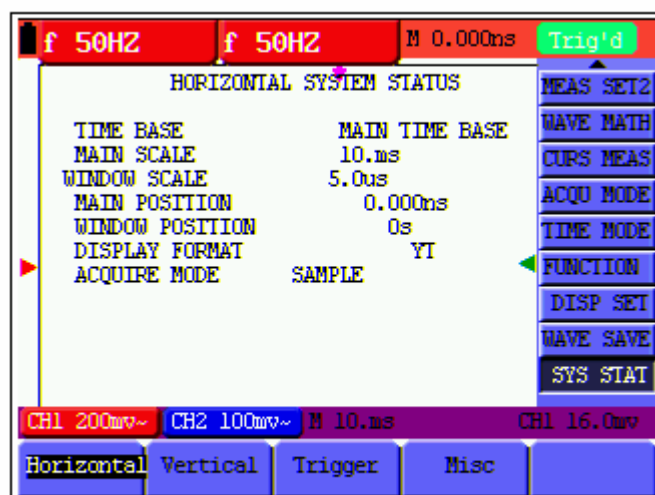 f 50HZ f 50HZ M 0.000ns Trig'd
HORIZONTAL SYSTEM STATUS
TIME BASE MAIN TIME BASE
MAIN SCALE 10.ms
WINDOW SCALE 5.0us
MAIN POSITION 0.000ns
WINDOW POSITION 0s
DISPLAY FORMAT YT
ACQUIRE MODE SAMPLE
MEAS SET2
WAVE MATH
CURS MEAS
ACQU MODE
TIME MODE
FUNCTION
DISP SET
WAVE SAVE
SYS STAT
CH1 200mv~ CH2 100mv~ M 10.ms CH1 16.0mv
Horizontal Vertical Trigger Misc